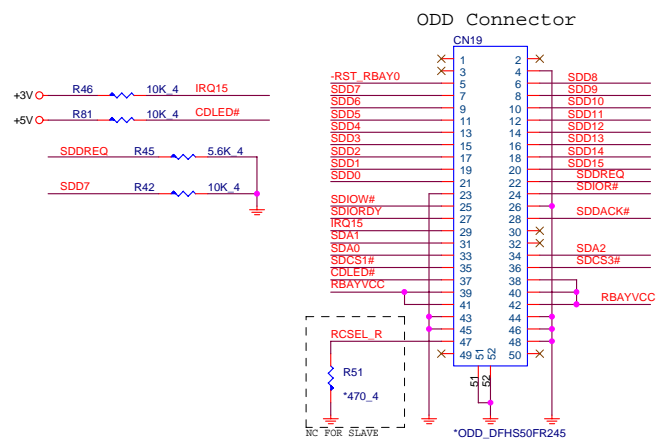 ODD Connector
CN19
+3V R46 10K_4 IRQ15
+5V R81 10K_4 CDLED#
SDDREQ R45 5.6K_4
SDD7 R42 10K_4
1 2
3 4
-RST_RBAY0 5 6 SDD8
SDD7 7 8 SDD9
SDD6 9 10 SDD10
SDD5 11 12 SDD11
SDD4 13 14 SDD12
SDD3 15 16 SDD13
SDD2 17 18 SDD14
SDD1 19 20 SDD15
SDD0 21 22 SDDREQ
23 24 SDIOR#
SDIOW# 25 26
SDIORDY 27 28 SDDACK#
IRQ15 29 30
SDA1 31 32
SDA0 33 34 SDA2
SDCS1# 35 36 SDCS3#
CDLED# 37 38
RBAYVCC 39 40
41 42 RBAYVCC
43 44
45 46
RCSEL_R 47 48
49 51 52 50
51 52
R51
*470_4
NC FOR SLAVE
*ODD_DFHS50FR245